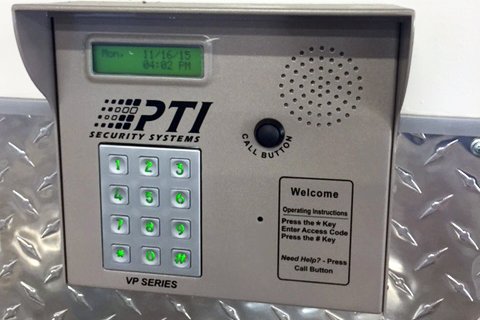 Mon. 11/16/15
04:02 PM
PTI
SECURITY SYSTEMS
CALL BUTTON
1 2 3
4 5 6
7 8 9
* 0 #
VP SERIES
Welcome
Operating Instructions
Press the * Key
Enter Access Code
Press the # Key
Need Help? - Press
Call Button